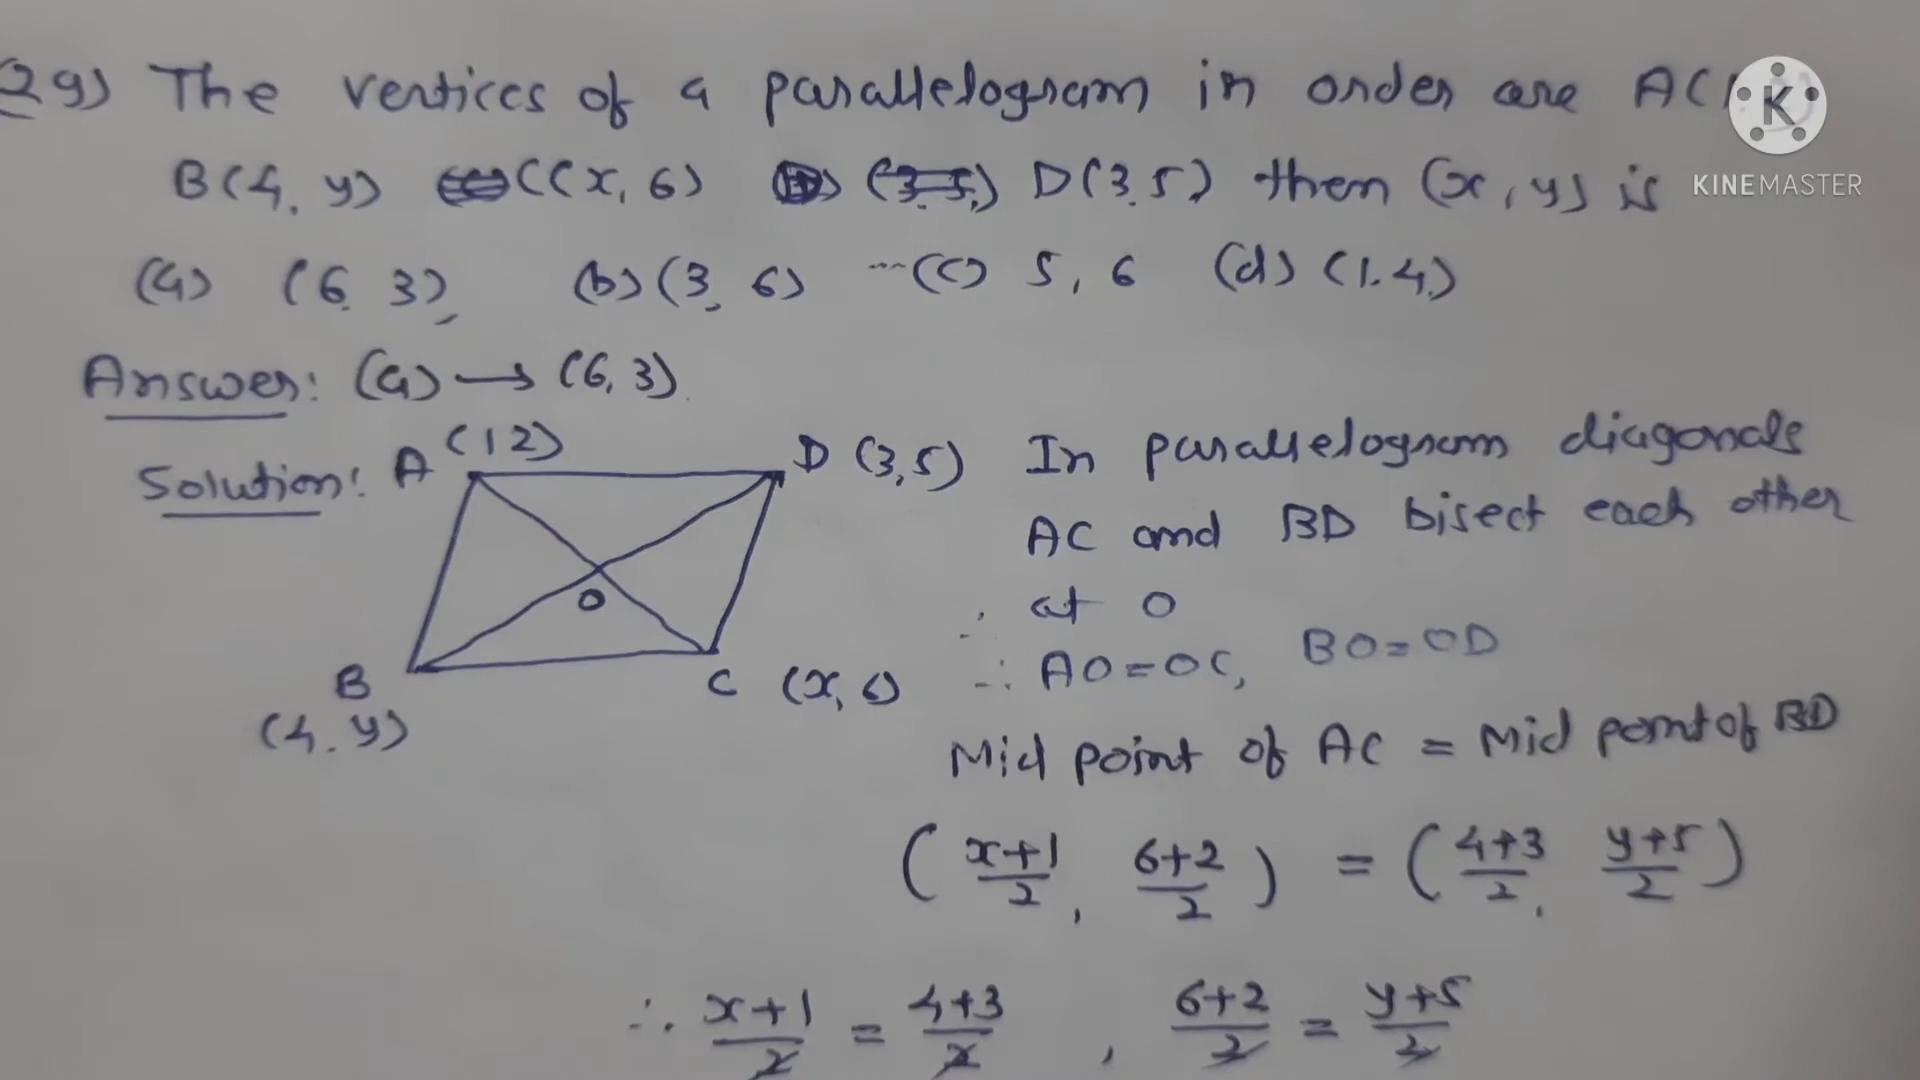 29) The vertices of a parallelogram in order are A(1
B(4, y) C(x, 6) (3,5,) D(3,5) then (x, y) is
KINEMASTER
(a) (6, 3), (b) (3, 6) (c) 5, 6 (d) (1,4)
Answer: (a) → (6, 3).
Solution: A (12) D (3,5) In parallelogram diagonals
AC and BD bisect each other
at O
O
∴ AO = OC, BO = OD
B C (x, 6)
(4, y)
Mid point of AC = Mid point of BD
( x+1/2 , 6+2/2 ) = ( 4+3/2 , y+5/2 )
∴ x+1/2 = 4+3/2 , 6+2/2 = y+5/2